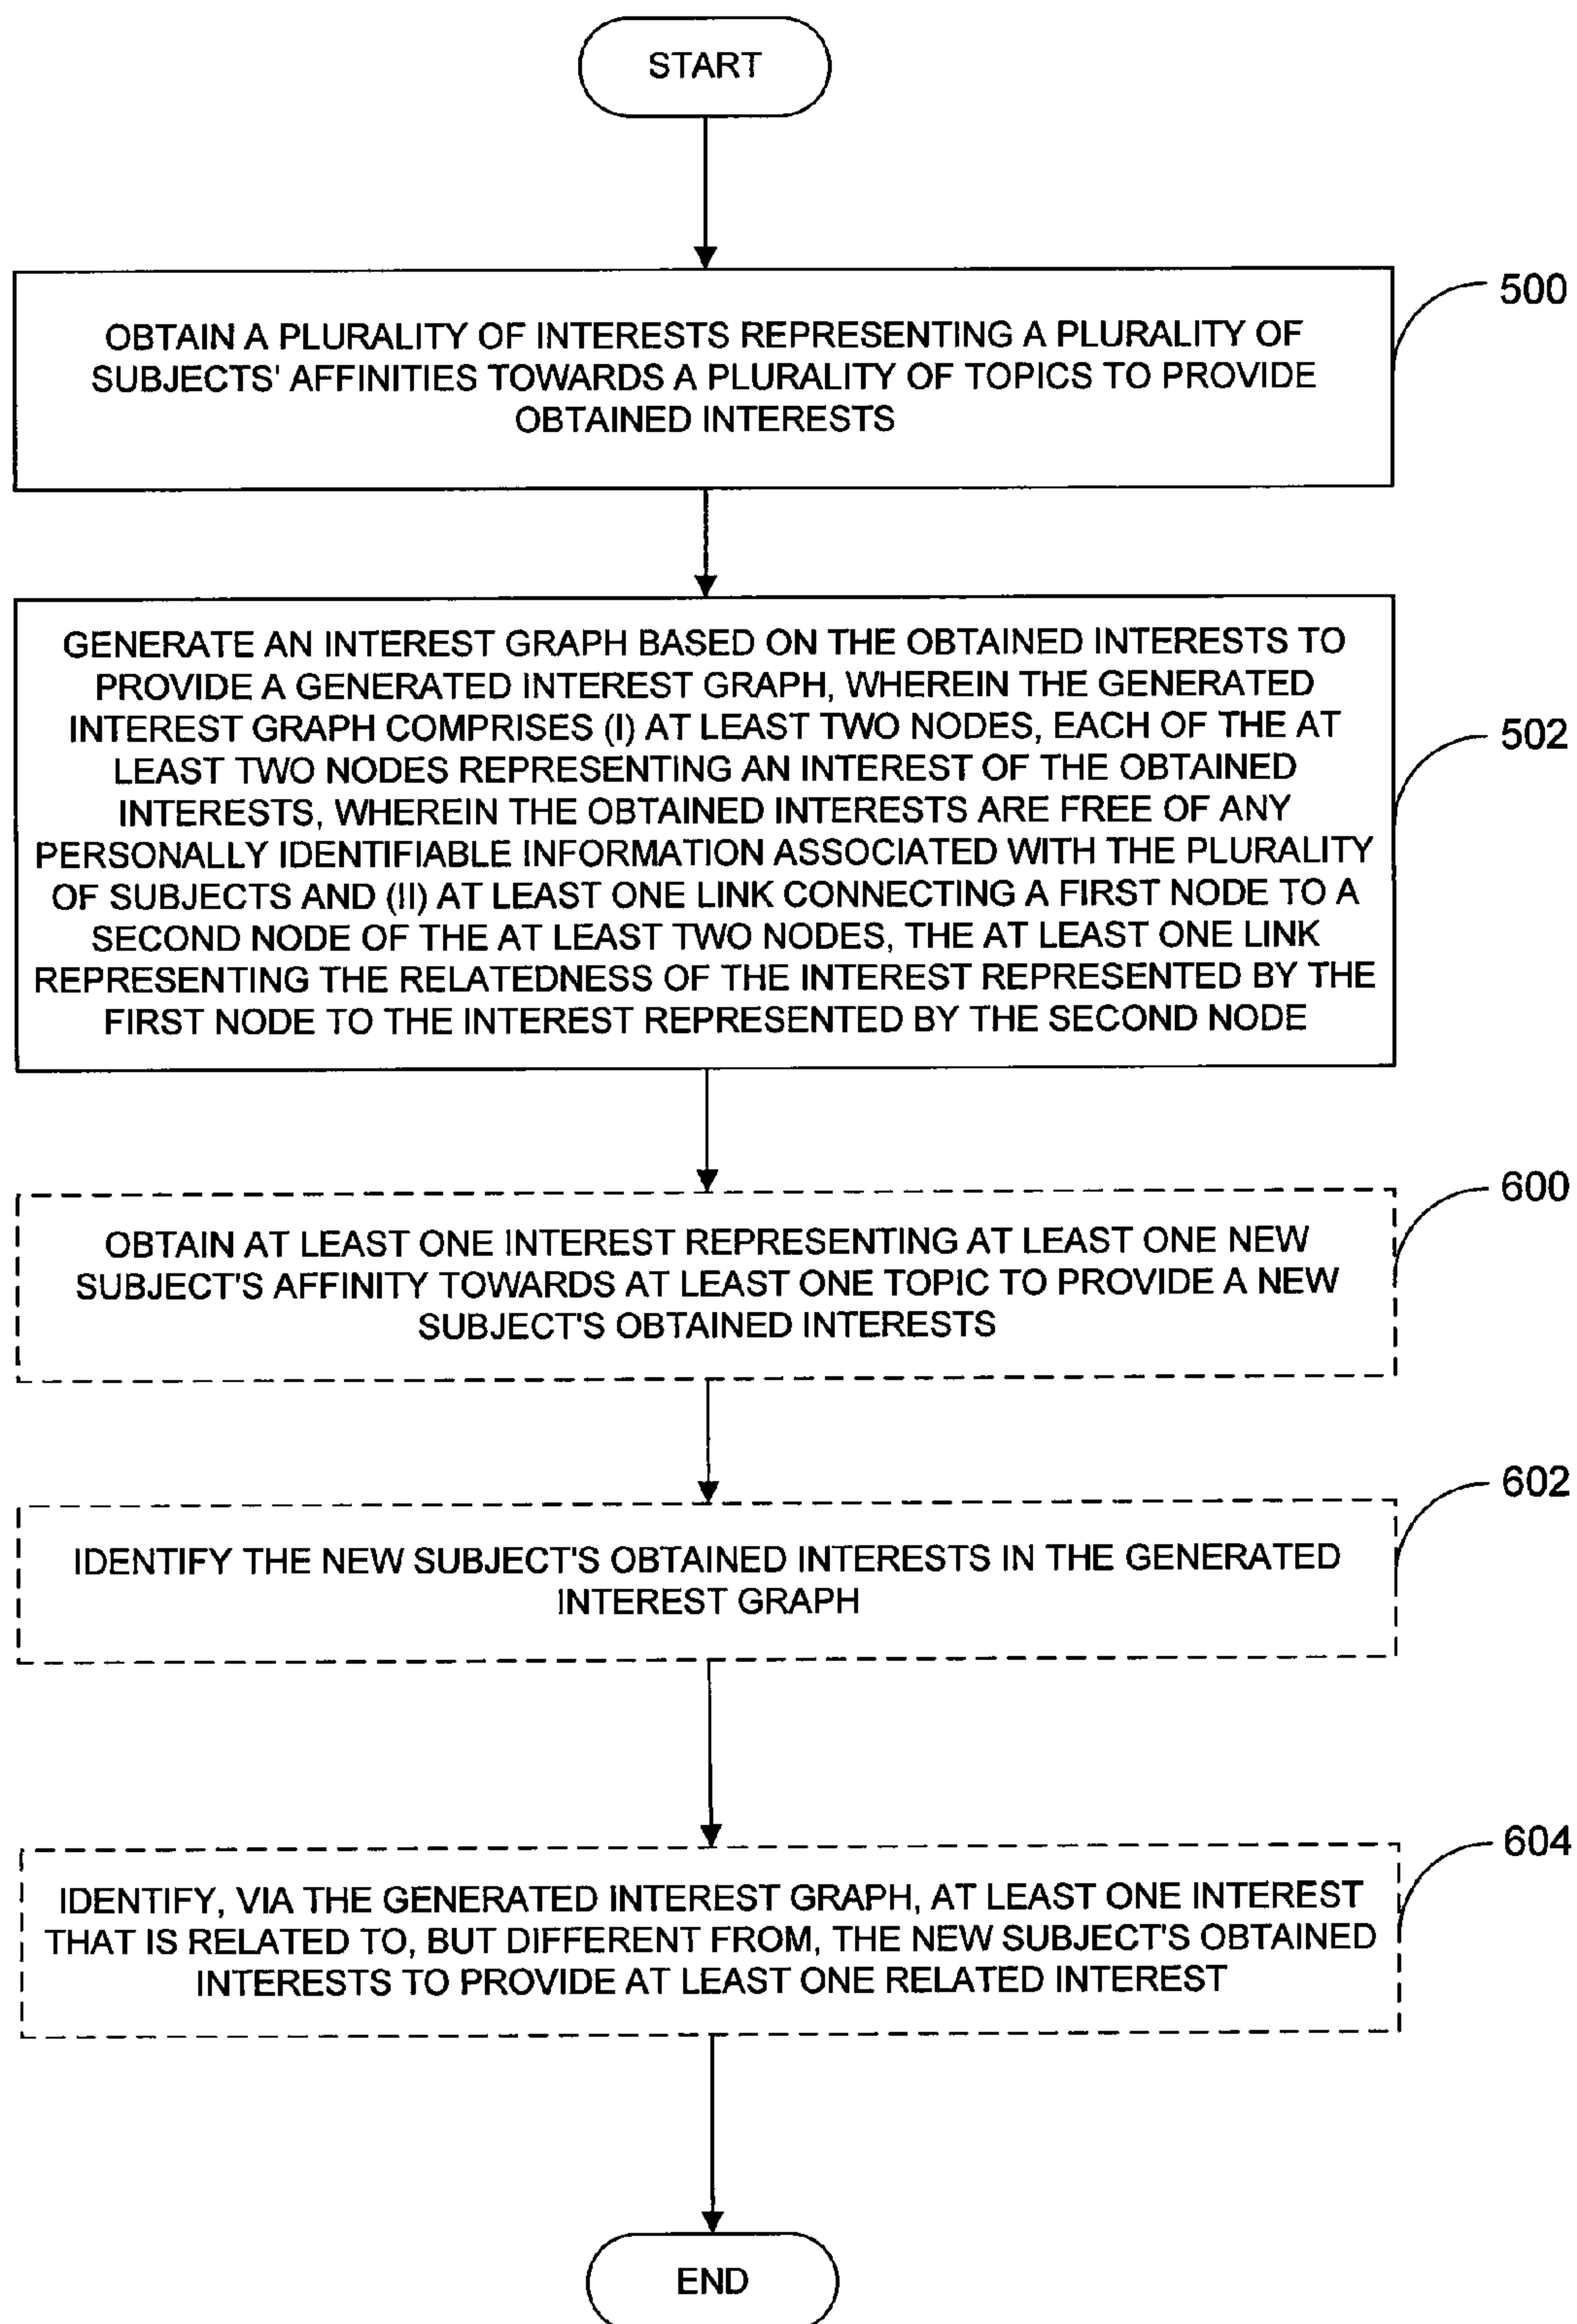 START
500
OBTAIN A PLURALITY OF INTERESTS REPRESENTING A PLURALITY OF
SUBJECTS' AFFINITIES TOWARDS A PLURALITY OF TOPICS TO PROVIDE
OBTAINED INTERESTS
502
GENERATE AN INTEREST GRAPH BASED ON THE OBTAINED INTERESTS TO
PROVIDE A GENERATED INTEREST GRAPH, WHEREIN THE GENERATED
INTEREST GRAPH COMPRISES (I) AT LEAST TWO NODES, EACH OF THE AT
LEAST TWO NODES REPRESENTING AN INTEREST OF THE OBTAINED
INTERESTS, WHEREIN THE OBTAINED INTERESTS ARE FREE OF ANY
PERSONALLY IDENTIFIABLE INFORMATION ASSOCIATED WITH THE PLURALITY
OF SUBJECTS AND (II) AT LEAST ONE LINK CONNECTING A FIRST NODE TO A
SECOND NODE OF THE AT LEAST TWO NODES, THE AT LEAST ONE LINK
REPRESENTING THE RELATEDNESS OF THE INTEREST REPRESENTED BY THE
FIRST NODE TO THE INTEREST REPRESENTED BY THE SECOND NODE
600
OBTAIN AT LEAST ONE INTEREST REPRESENTING AT LEAST ONE NEW
SUBJECT'S AFFINITY TOWARDS AT LEAST ONE TOPIC TO PROVIDE A NEW
SUBJECT'S OBTAINED INTERESTS
602
IDENTIFY THE NEW SUBJECT'S OBTAINED INTERESTS IN THE GENERATED
INTEREST GRAPH
604
IDENTIFY, VIA THE GENERATED INTEREST GRAPH, AT LEAST ONE INTEREST
THAT IS RELATED TO, BUT DIFFERENT FROM, THE NEW SUBJECT'S OBTAINED
INTERESTS TO PROVIDE AT LEAST ONE RELATED INTEREST
END